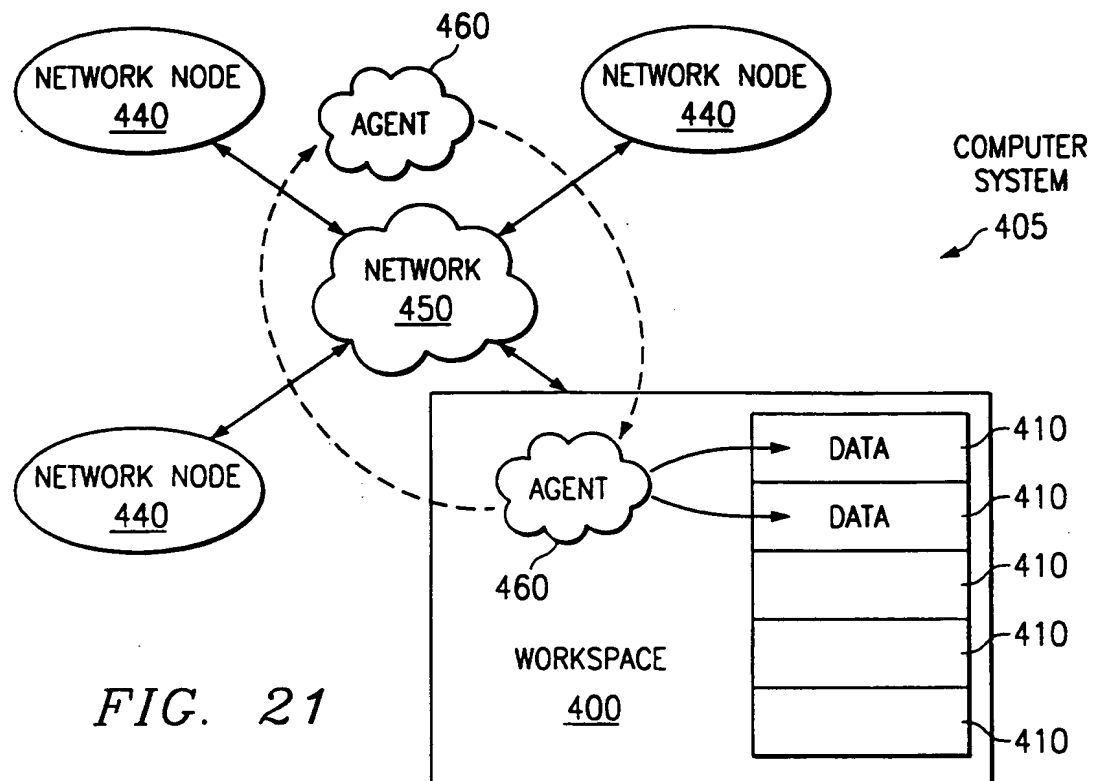 460
NETWORK NODE
440
AGENT
NETWORK NODE
440
COMPUTER
SYSTEM
405
NETWORK
450
NETWORK NODE
440
AGENT
460
DATA
410
DATA
410
410
410
410
WORKSPACE
400
FIG. 21